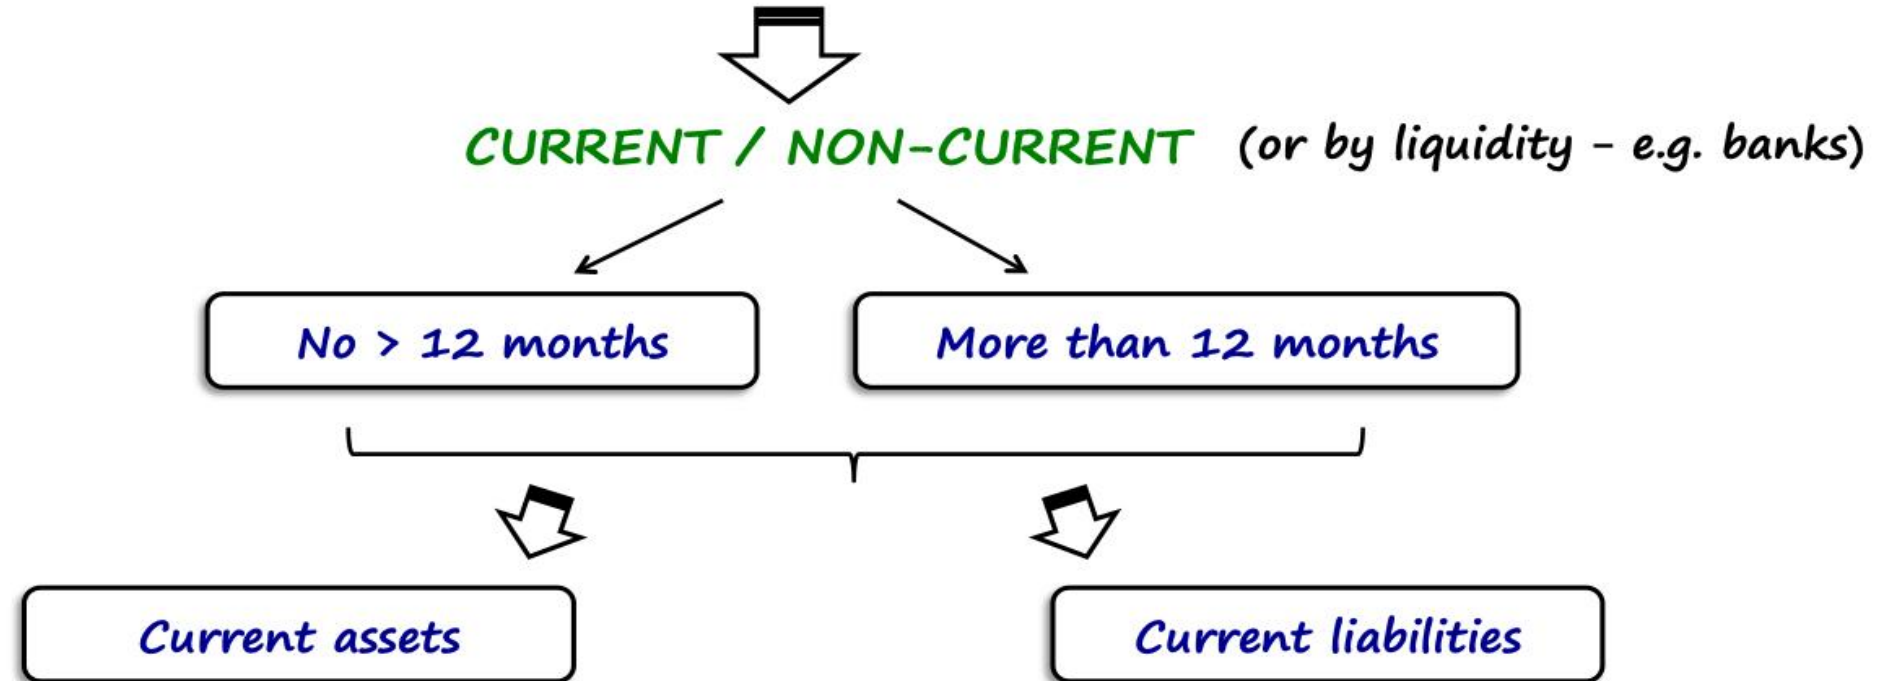 CURRENT / NON-CURRENT (or by liquidity - e.g. banks)
No > 12 months
More than 12 months
Current assets
Current liabilities